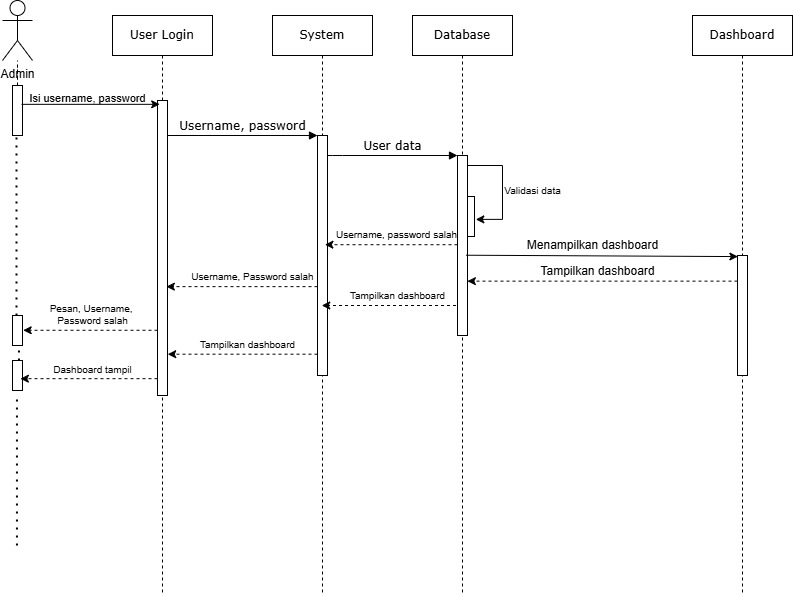 User Login
System
Database
Dashboard
Admin
Isi username, password
Username, password
User data
Validasi data
Username, password salah
Menampilkan dashboard
Tampilkan dashboard
Username, Password salah
Tampilkan dashboard
Pesan, Username,
Password salah
Tampilkan dashboard
Dashboard tampil